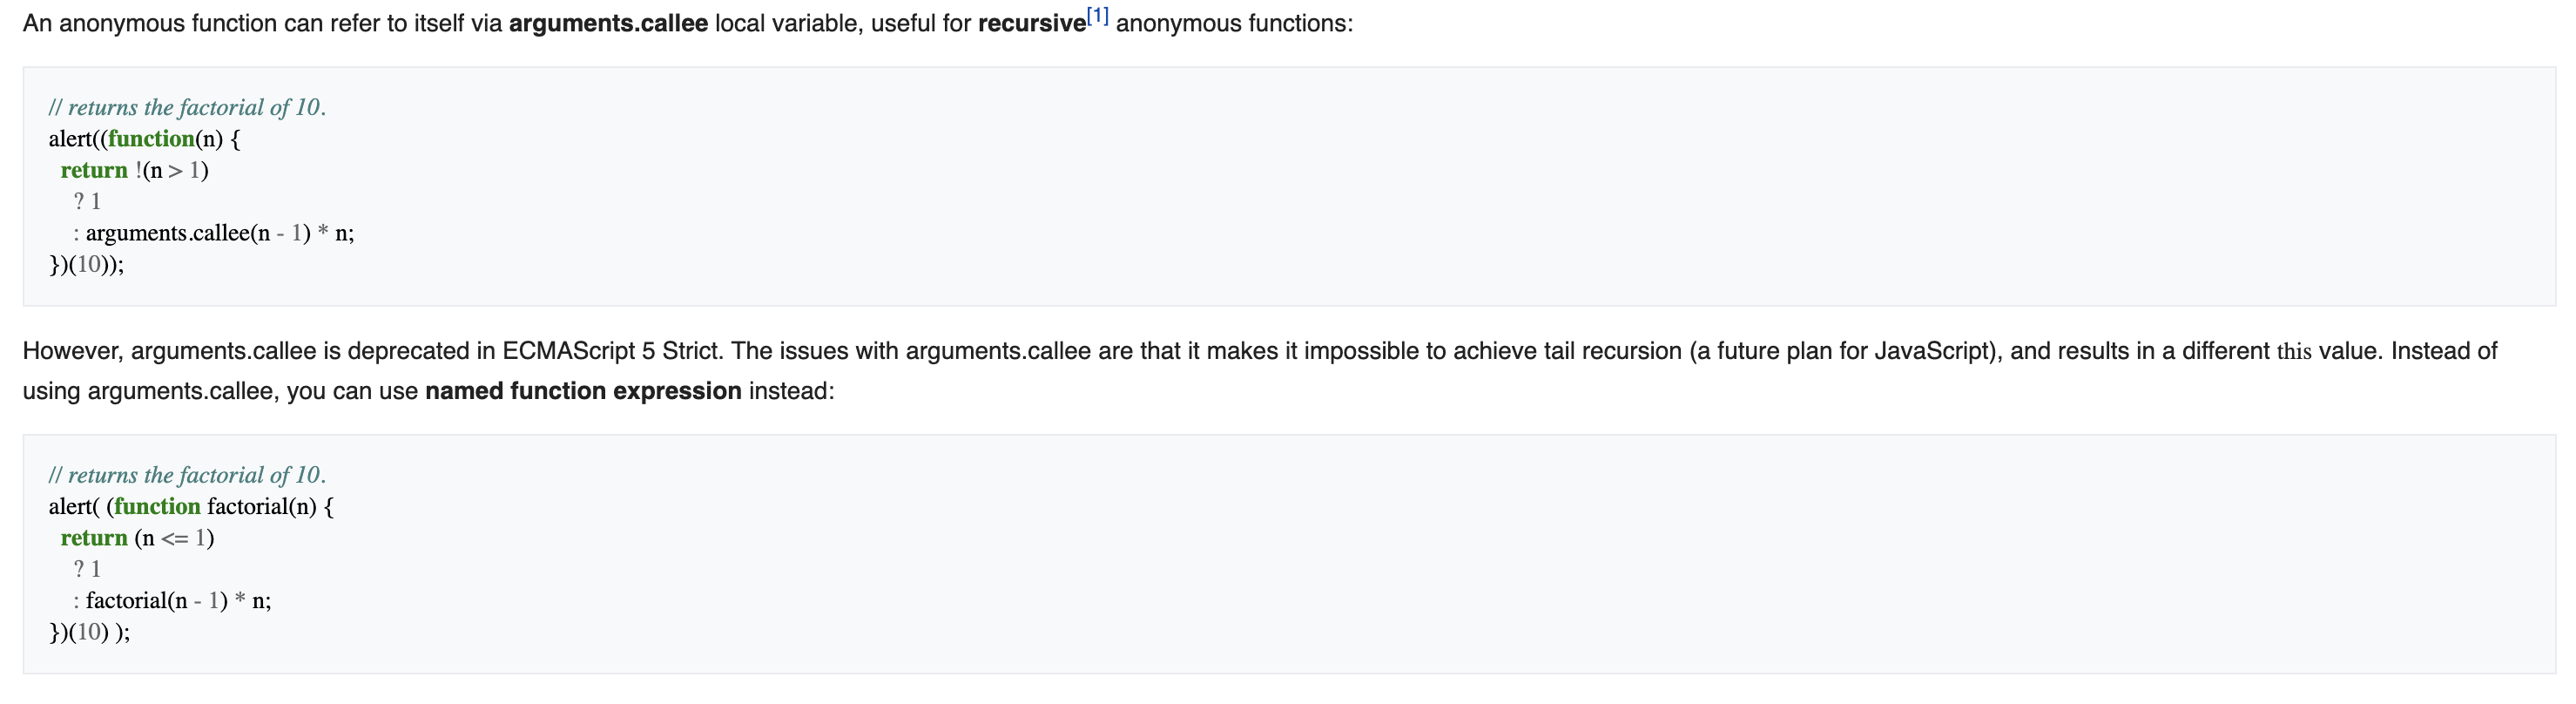 An anonymous function can refer to itself via arguments.callee local variable, useful for recursive[1] anonymous functions:
// returns the factorial of 10.
alert((function(n) {
  return !(n > 1)
    ? 1
    : arguments.callee(n - 1) * n;
})(10));
However, arguments.callee is deprecated in ECMAScript 5 Strict. The issues with arguments.callee are that it makes it impossible to achieve tail recursion (a future plan for JavaScript), and results in a different this value. Instead of
using arguments.callee, you can use named function expression instead:
// returns the factorial of 10.
alert( (function factorial(n) {
  return (n <= 1)
    ? 1
    : factorial(n - 1) * n;
})(10) );